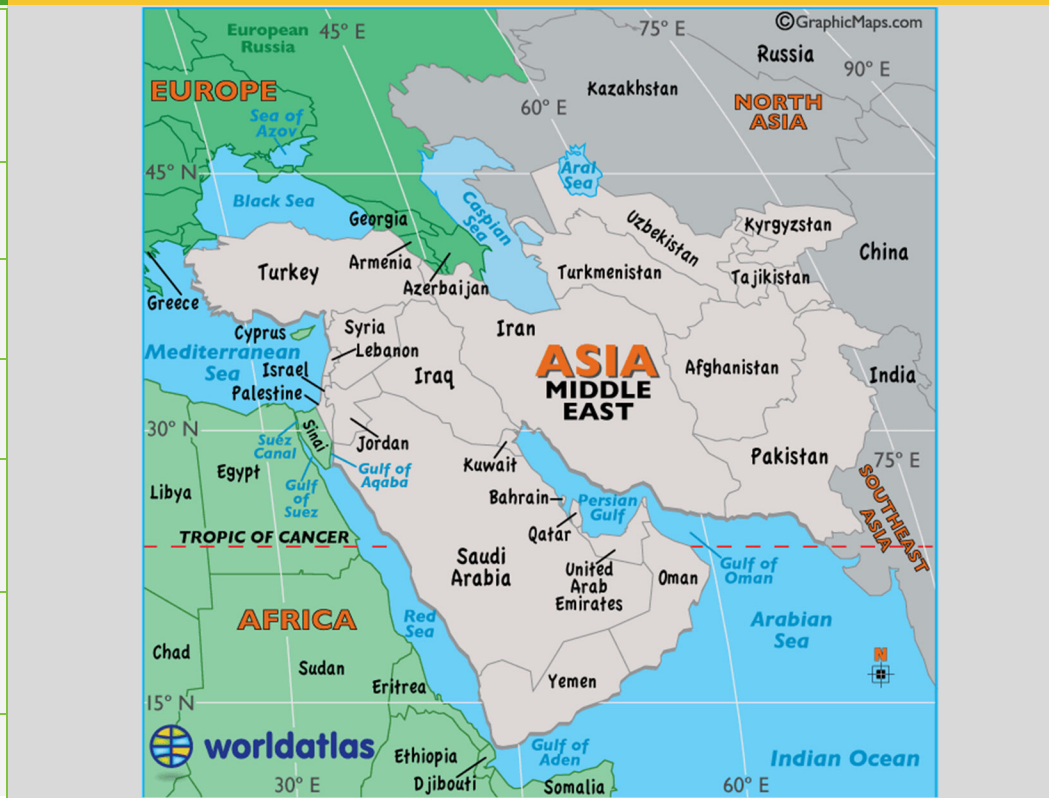 European
Russia
45° E
75° E
©GraphicMaps.com
Russia
90° E
EUROPE
Kazakhstan
60° E
NORTH
ASIA
Sea of
Azov
45° N
Aral
Sea
Black Sea
Caspian
Sea
Georgia
Uzbekistan
Kyrgyzstan
China
Armenia
Turkey
Azerbaijan
Turkmenistan
Tajikistan
Greece
Cyprus
Syria
Iran
Mediterranean
Sea
Lebanon
Israel
Iraq
ASIA
MIDDLE
EAST
Afghanistan
India
Palestine
30° N
Suez
Canal
Sinai
Jordan
Kuwait
Pakistan
75° E
Egypt
Gulf of
Aqaba
Libya
Gulf
of
Suez
Bahrain
Persian
Gulf
SOUTHEAST
ASIA
Qatar
TROPIC OF CANCER
Saudi
Arabia
United
Arab
Emirates
Oman
Gulf of
Oman
AFRICA
Red
Sea
Arabian
Sea
Chad
Sudan
Eritrea
Yemen
N
15° N
worldatlas
Ethiopia
Djibouti
Gulf of
Aden
Indian Ocean
30° E
Somalia
60° E